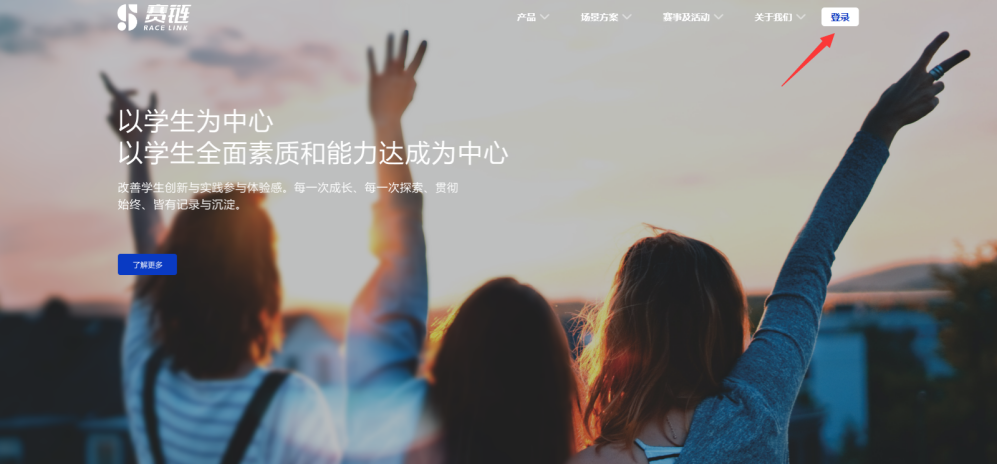 赛链
RACE LINK
产品 场景方案 赛事及活动 关于我们 登录
以学生为中心
以学生全面素质和能力达成为中心
改善学生创新与实践参与体验感。每一次成长、每一次探索、贯彻
始终、皆有记录与沉淀。
了解更多